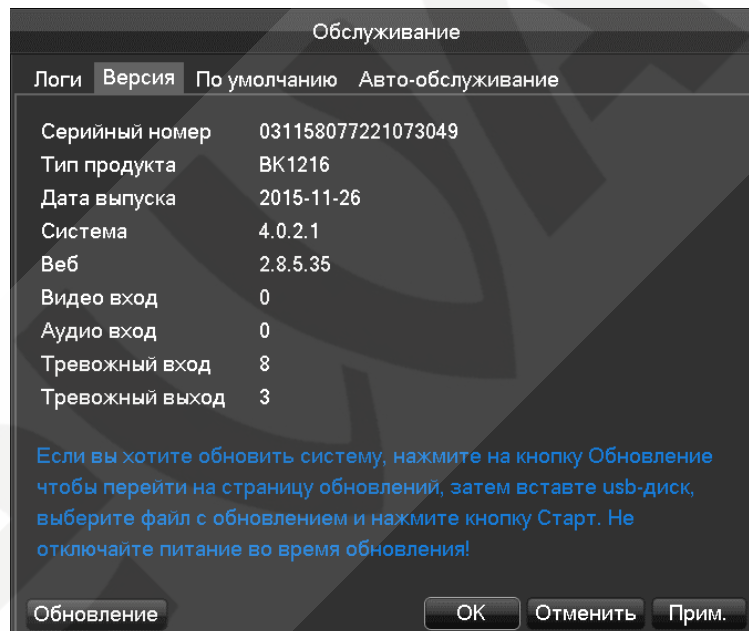 Обслуживание
Логи Версия По умолчанию Авто-обслуживание
Серийный номер 031158077221073049
Тип продукта BK1216
Дата выпуска 2015-11-26
Система 4.0.2.1
Веб 2.8.5.35
Видео вход 0
Аудио вход 0
Тревожный вход 8
Тревожный выход 3
Если вы хотите обновить систему, нажмите на кнопку Обновление
чтобы перейти на страницу обновлений, затем вставте usb-диск,
выберите файл с обновлением и нажмите кнопку Старт. Не
отключайте питание во время обновления!
Обновление OK Отменить Прим.